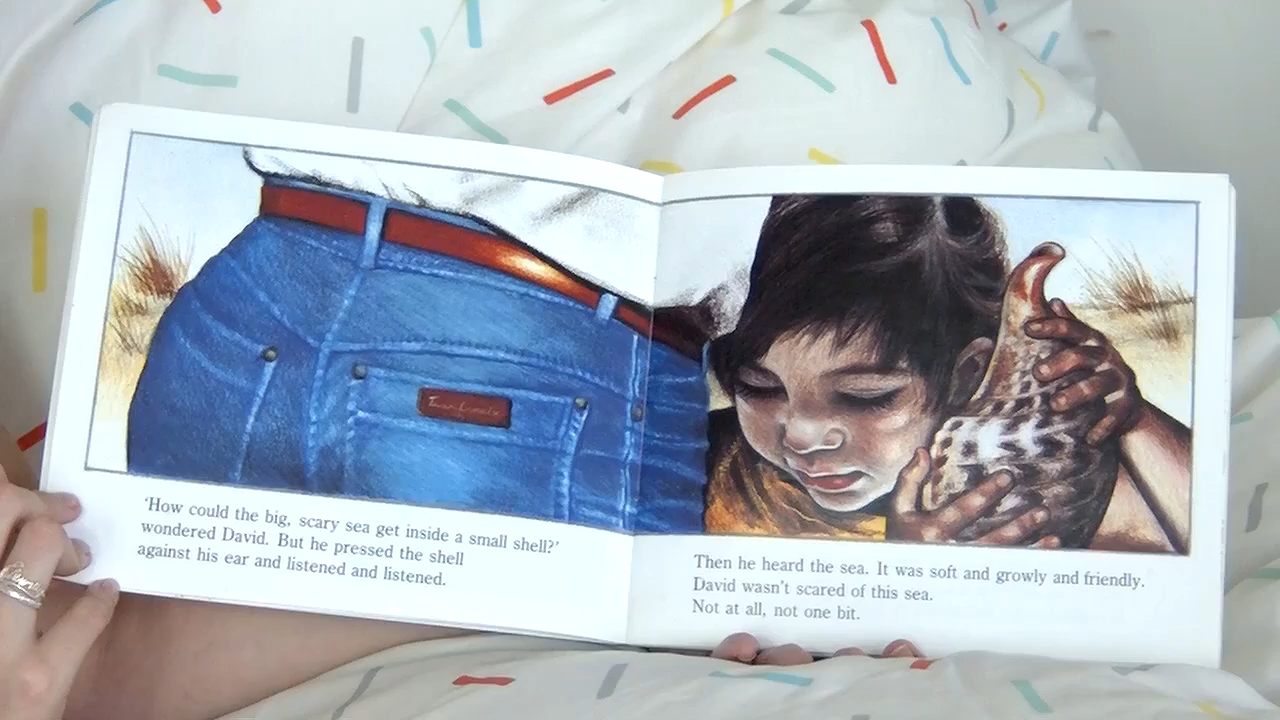 ‘How could the big, scary sea get inside a small shell?’
wondered David. But he pressed the shell
against his ear and listened and listened.
Then he heard the sea. It was soft and growly and friendly.
David wasn’t scared of this sea.
Not at all, not one bit.